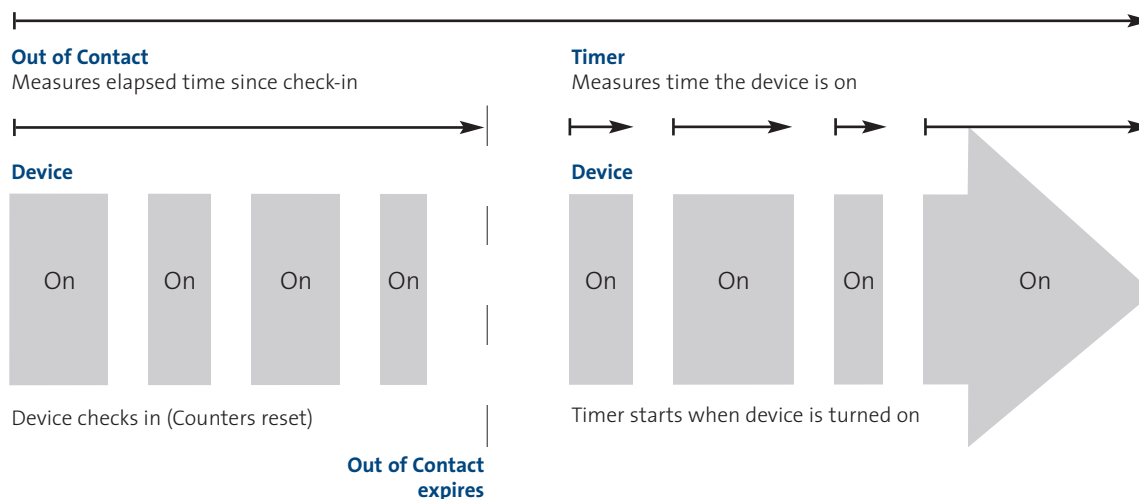 Out of Contact
Measures elapsed time since check-in
Timer
Measures time the device is on
Device
Device
On
On
On
On
On
On
On
On
Device checks in (Counters reset)
Timer starts when device is turned on
Out of Contact
expires